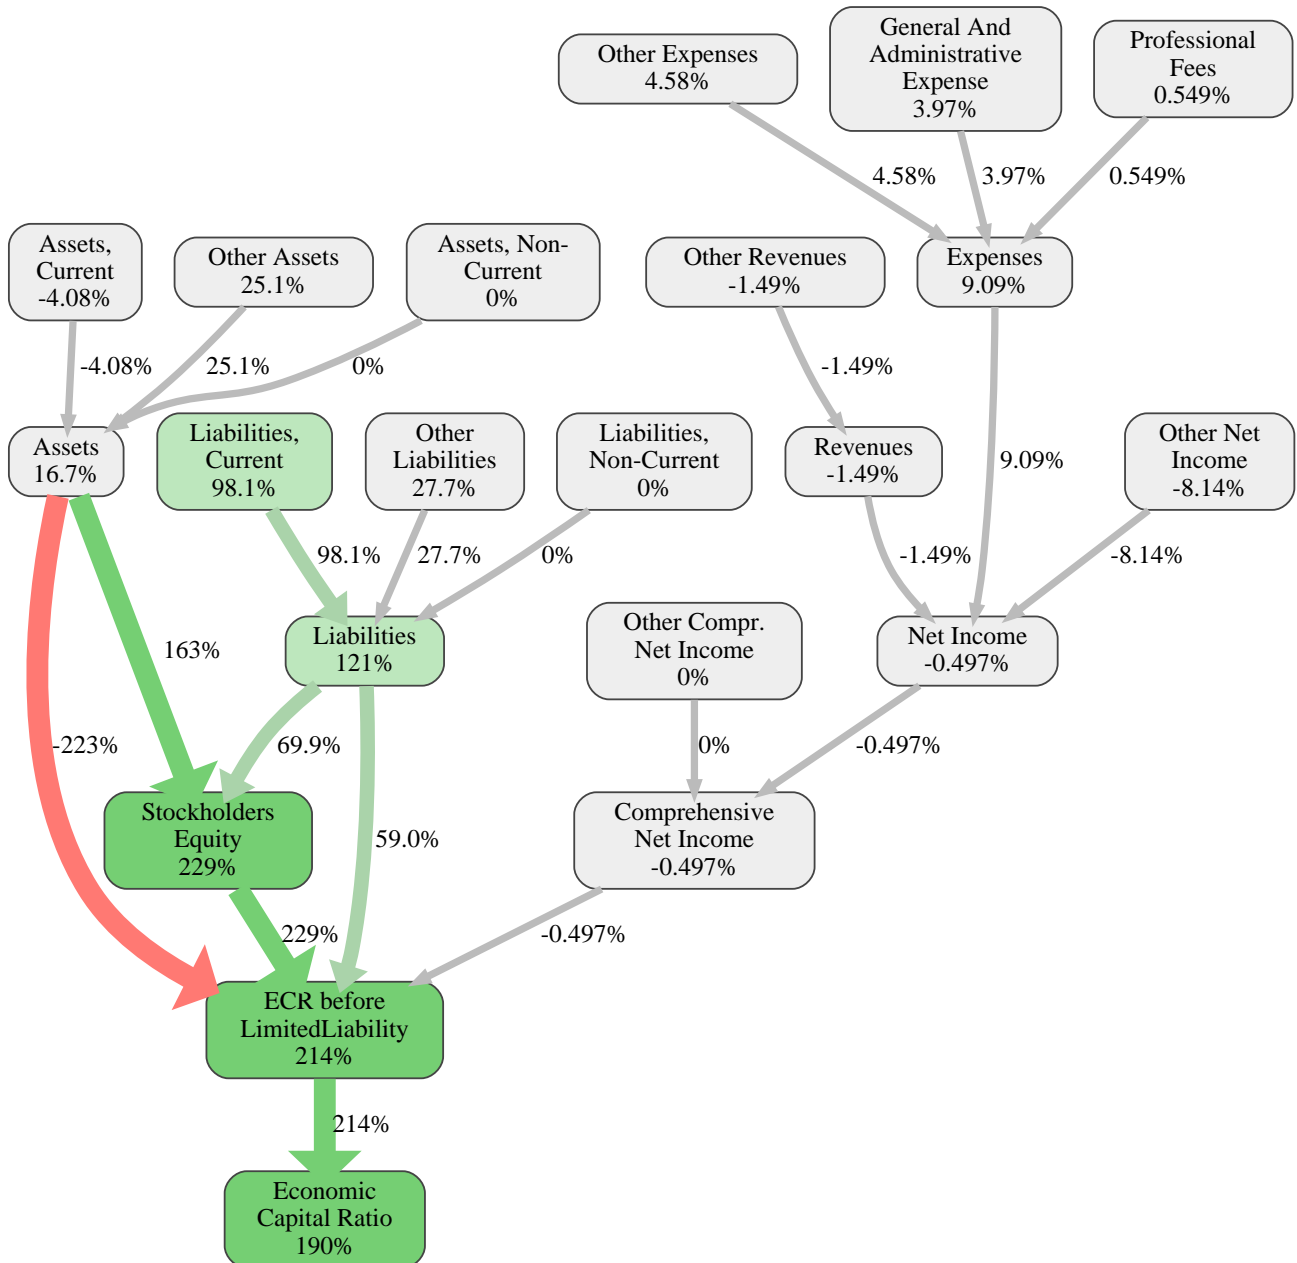 Other Expenses
4.58%
General And
Administrative
Expense
3.97%
Professional
Fees
0.549%
4.58%
3.97%
0.549%
Assets,
Current
-4.08%
Other Assets
25.1%
Assets, Non-
Current
0%
Other Revenues
-1.49%
Expenses
9.09%
-4.08%
25.1%
0%
-1.49%
Assets
16.7%
Liabilities,
Current
98.1%
Other
Liabilities
27.7%
Liabilities,
Non-Current
0%
Revenues
-1.49%
9.09%
Other Net
Income
-8.14%
98.1%
27.7%
0%
-1.49%
-8.14%
163%
Liabilities
121%
Other Compr.
Net Income
0%
Net Income
-0.497%
-223%
69.9%
0%
-0.497%
Stockholders
Equity
229%
59.0%
Comprehensive
Net Income
-0.497%
229%
-0.497%
ECR before
LimitedLiability
214%
214%
Economic
Capital Ratio
190%